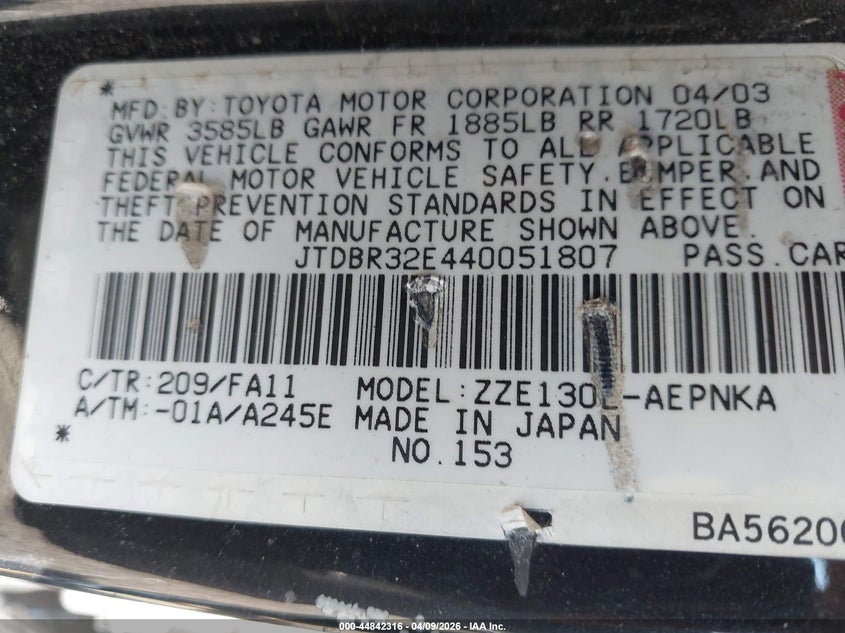 MFD.BY:TOYOTA MOTOR CORPORATION 04/03
GVWR 3585LB GAWR FR 1885LB RR 1720LB
THIS VEHICLE CONFORMS TO ALL APPLICABLE
FEDERAL MOTOR VEHICLE SAFETY.BUMPER.AND
THEFT PREVENTION STANDARDS IN EFFECT ON
THE DATE OF MANUFACTURE SHOWN ABOVE.
JTDBR32E440051807 PASS.CAR
C/TR:209/FA11 MODEL:ZZE130L-AEPNKA
A/TM:-01A/A245E MADE IN JAPAN
NO.153
BA5620
000-44842316 - 04/09/2026 - IAA Inc.